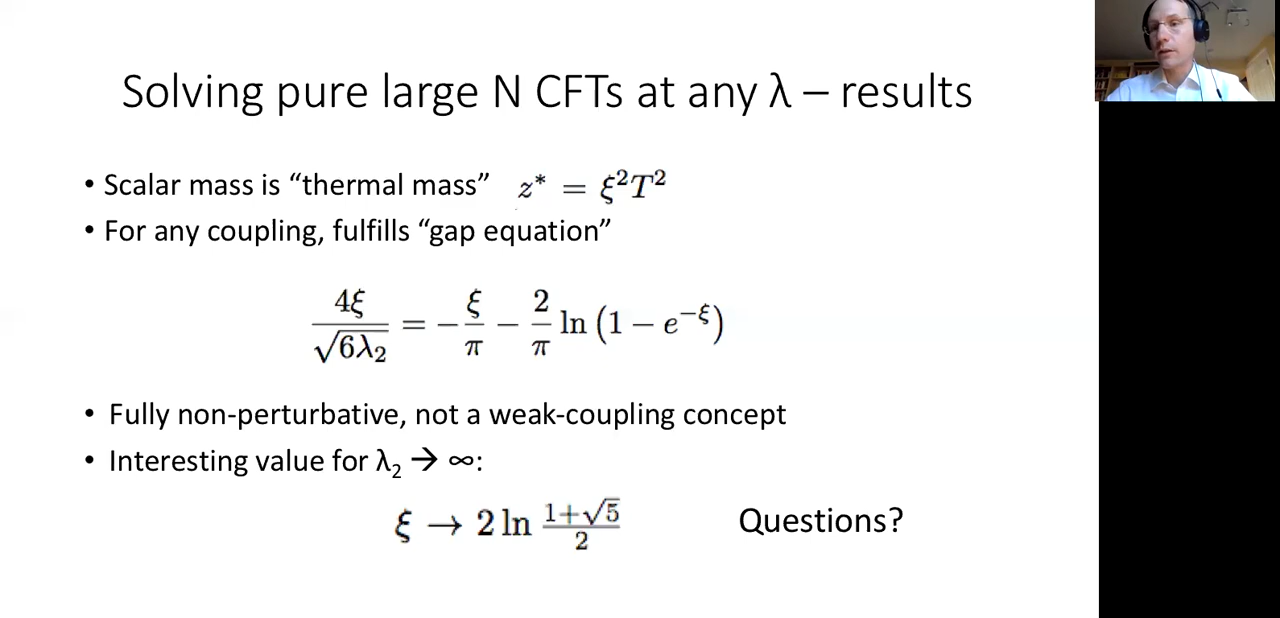 Solving pure large N CFTs at any λ – results
• Scalar mass is “thermal mass” z* = ξ²T²
• For any coupling, fulfills “gap equation”
4ξ/√(6λ₂) = −ξ/π − 2/π ln (1 − e^{−ξ})
• Fully non-perturbative, not a weak-coupling concept
• Interesting value for λ₂ → ∞:
ξ → 2 ln (1+√5)/2 Questions?